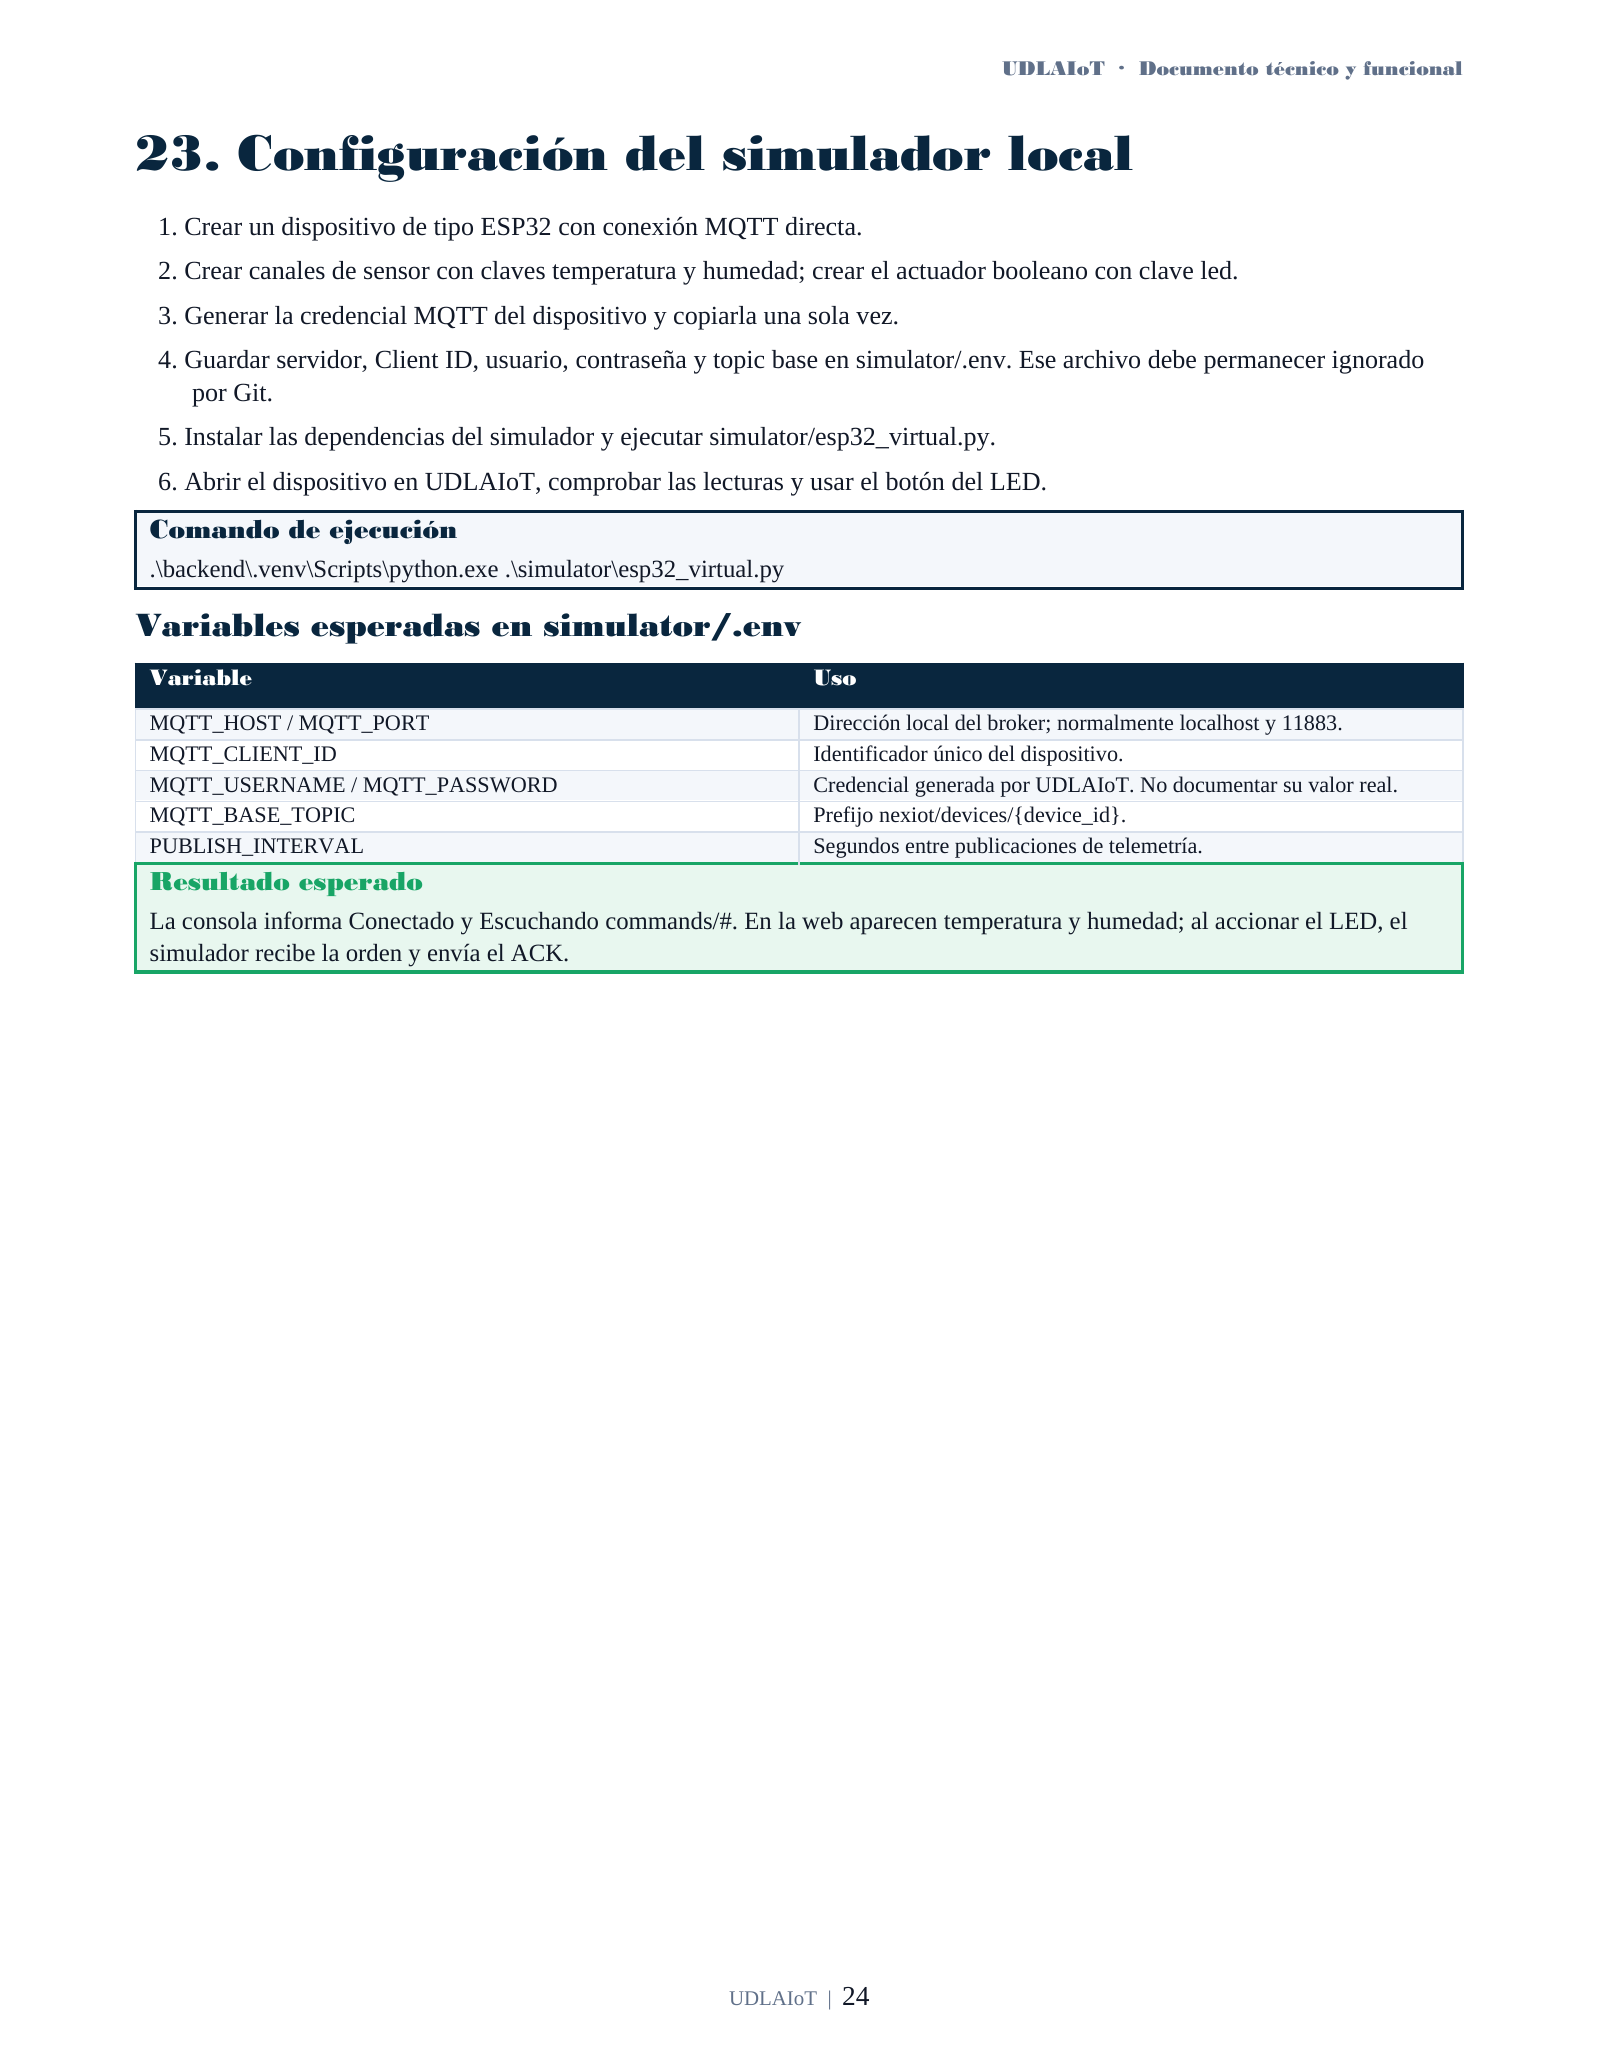 UDLAIoT · Documento técnico y funcional
23. Configuración del simulador local
1. Crear un dispositivo de tipo ESP32 con conexión MQTT directa.
2. Crear canales de sensor con claves temperatura y humedad; crear el actuador booleano con clave led.
3. Generar la credencial MQTT del dispositivo y copiarla una sola vez.
4. Guardar servidor, Client ID, usuario, contraseña y topic base en simulator/.env. Ese archivo debe permanecer ignorado
por Git.
5. Instalar las dependencias del simulador y ejecutar simulator/esp32_virtual.py.
6. Abrir el dispositivo en UDLAIoT, comprobar las lecturas y usar el botón del LED.
Comando de ejecución
.\backend\.venv\Scripts\python.exe .\simulator\esp32_virtual.py
Variables esperadas en simulator/.env
Variable Uso
MQTT_HOST / MQTT_PORT Dirección local del broker; normalmente localhost y 11883.
MQTT_CLIENT_ID Identificador único del dispositivo.
MQTT_USERNAME / MQTT_PASSWORD Credencial generada por UDLAIoT. No documentar su valor real.
MQTT_BASE_TOPIC Prefijo nexiot/devices/{device_id}.
PUBLISH_INTERVAL Segundos entre publicaciones de telemetría.
Resultado esperado
La consola informa Conectado y Escuchando commands/#. En la web aparecen temperatura y humedad; al accionar el LED, el
simulador recibe la orden y envía el ACK.
UDLAIoT | 24